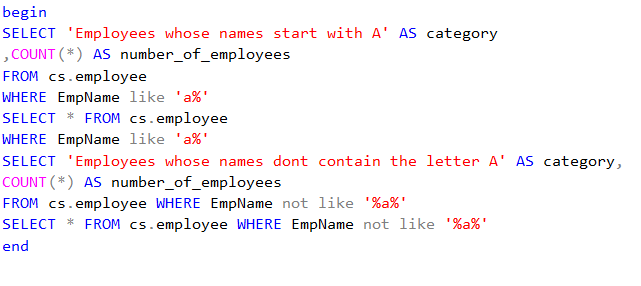 begin
SELECT 'Employees whose names start with A' AS category
,COUNT(*) AS number_of_employees
FROM cs.employee
WHERE EmpName like 'a%'
SELECT * FROM cs.employee
WHERE EmpName like 'a%'
SELECT 'Employees whose names dont contain the letter A' AS category,
COUNT(*) AS number_of_employees
FROM cs.employee WHERE EmpName not like '%a%'
SELECT * FROM cs.employee WHERE EmpName not like '%a%'
end